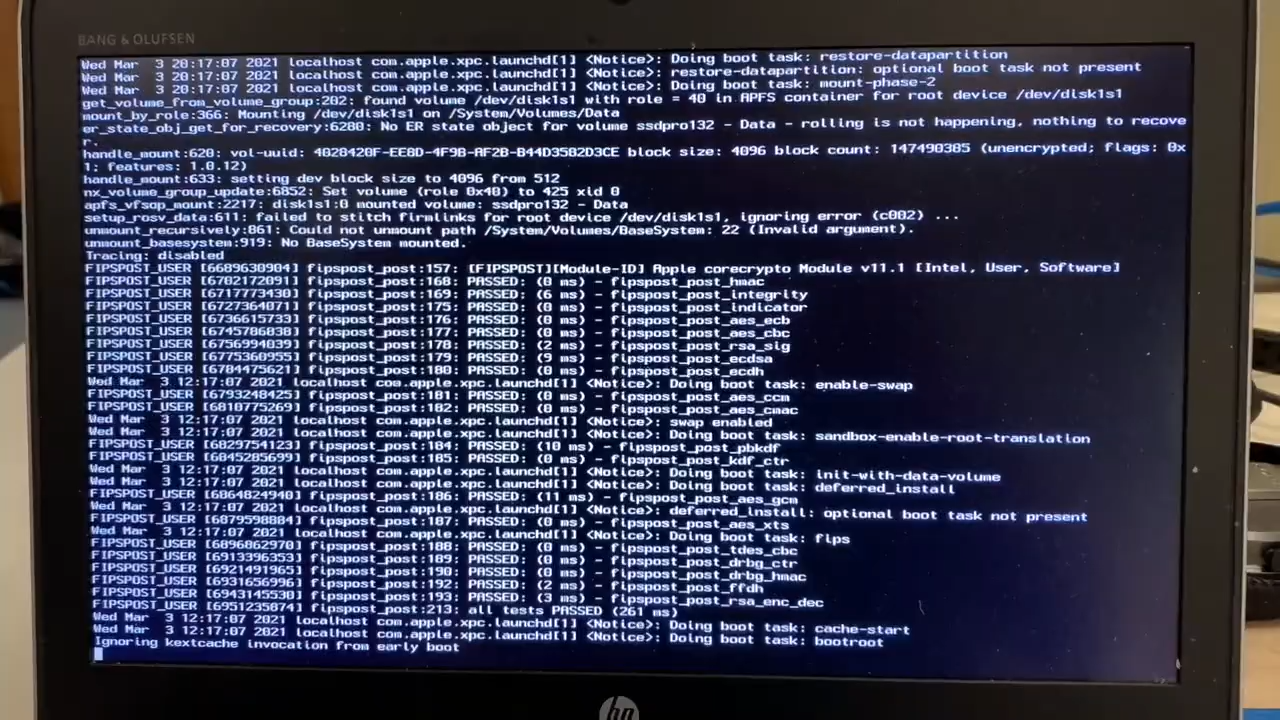 BANG & OLUFSEN
Wed Mar  3 20:17:07 2021 localhost com.apple.xpc.launchd[1] <Notice>: Doing boot task: restore-datapartition
Wed Mar  3 20:17:07 2021 localhost com.apple.xpc.launchd[1] <Notice>: restore-datapartition: optional boot task not present
Wed Mar  3 20:17:07 2021 localhost com.apple.xpc.launchd[1] <Notice>: Doing boot task: mount-phase-2
get_volume_from_volume_group:202: found volume /dev/disk1s1 with role = 40 in APFS container for root device /dev/disk1s1
mount_by_role:366: Mounting /dev/disk1s1 on /System/Volumes/Data
er_state_obj_get_for_recovery:6280: No ER state object for volume ssdpro132 - Data - rolling is not happening, nothing to recove
r.
handle_mount:620: vol-uuid: 4028420F-EE8D-4F9B-AF2B-B44D35B2D3CE block size: 4096 block count: 147490385 (unencrypted; flags: 0x
1; features: 1.0.12)
handle_mount:633: setting dev block size to 4096 from 512
nx_volume_group_update:6852: Set volume (role 0x40) to 425 xid 0
apfs_vfsop_mount:2217: disk1s1:0 mounted volume: ssdpro132 - Data
setup_rosv_data:611: failed to stitch firmlinks for root device /dev/disk1s1, ignoring error (c002) ...
unmount_recursively:861: Could not unmount path /System/Volumes/BaseSystem: 22 (Invalid argument).
unmount_basesystem:919: No BaseSystem mounted.
Tracing: disabled
FIPSPOST_USER [6689630904] fipspost_post:157: [FIPSPOST][Module-ID] Apple corecrypto Module v11.1 [Intel, User, Software]
FIPSPOST_USER [6702172091] fipspost_post:168: PASSED: (0 ms) - fipspost_post_hmac
FIPSPOST_USER [6717773430] fipspost_post:169: PASSED: (6 ms) - fipspost_post_integrity
FIPSPOST_USER [6727364071] fipspost_post:175: PASSED: (0 ms) - fipspost_post_indicator
FIPSPOST_USER [6736615733] fipspost_post:176: PASSED: (0 ms) - fipspost_post_aes_ecb
FIPSPOST_USER [6745786838] fipspost_post:177: PASSED: (0 ms) - fipspost_post_aes_cbc
FIPSPOST_USER [6756994039] fipspost_post:178: PASSED: (2 ms) - fipspost_post_rsa_sig
FIPSPOST_USER [6775360955] fipspost_post:179: PASSED: (9 ms) - fipspost_post_ecdsa
FIPSPOST_USER [6784475621] fipspost_post:180: PASSED: (0 ms) - fipspost_post_ecdh
Wed Mar  3 12:17:07 2021 localhost com.apple.xpc.launchd[1] <Notice>: Doing boot task: enable-swap
FIPSPOST_USER [6793248425] fipspost_post:181: PASSED: (0 ms) - fipspost_post_aes_ccm
FIPSPOST_USER [6810775269] fipspost_post:182: PASSED: (0 ms) - fipspost_post_aes_cmac
Wed Mar  3 12:17:07 2021 localhost com.apple.xpc.launchd[1] <Notice>: swap enabled
Wed Mar  3 12:17:07 2021 localhost com.apple.xpc.launchd[1] <Notice>: Doing boot task: sandbox-enable-root-translation
FIPSPOST_USER [6829754123] fipspost_post:184: PASSED: (10 ms) - fipspost_post_pbkdf
FIPSPOST_USER [6845285699] fipspost_post:185: PASSED: (0 ms) - fipspost_post_kdf_ctr
Wed Mar  3 12:17:07 2021 localhost com.apple.xpc.launchd[1] <Notice>: Doing boot task: init-with-data-volume
Wed Mar  3 12:17:07 2021 localhost com.apple.xpc.launchd[1] <Notice>: Doing boot task: deferred_install
FIPSPOST_USER [6864824940] fipspost_post:186: PASSED: (11 ms) - fipspost_post_aes_gcm
Wed Mar  3 12:17:07 2021 localhost com.apple.xpc.launchd[1] <Notice>: deferred_install: optional boot task not present
FIPSPOST_USER [6879598884] fipspost_post:187: PASSED: (0 ms) - fipspost_post_aes_xts
Wed Mar  3 12:17:07 2021 localhost com.apple.xpc.launchd[1] <Notice>: Doing boot task: fips
FIPSPOST_USER [6896862970] fipspost_post:188: PASSED: (0 ms) - fipspost_post_tdes_cbc
FIPSPOST_USER [6913396353] fipspost_post:189: PASSED: (0 ms) - fipspost_post_drbg_ctr
FIPSPOST_USER [6921491965] fipspost_post:190: PASSED: (0 ms) - fipspost_post_drbg_hmac
FIPSPOST_USER [6931656996] fipspost_post:192: PASSED: (2 ms) - fipspost_post_ffdh
FIPSPOST_USER [6943145530] fipspost_post:193: PASSED: (3 ms) - fipspost_post_rsa_enc_dec
FIPSPOST_USER [6951235874] fipspost_post:213: all tests PASSED (261 ms)
Wed Mar  3 12:17:07 2021 localhost com.apple.xpc.launchd[1] <Notice>: Doing boot task: cache-start
Wed Mar  3 12:17:07 2021 localhost com.apple.xpc.launchd[1] <Notice>: Doing boot task: bootroot
Ignoring kextcache invocation from early boot
hp